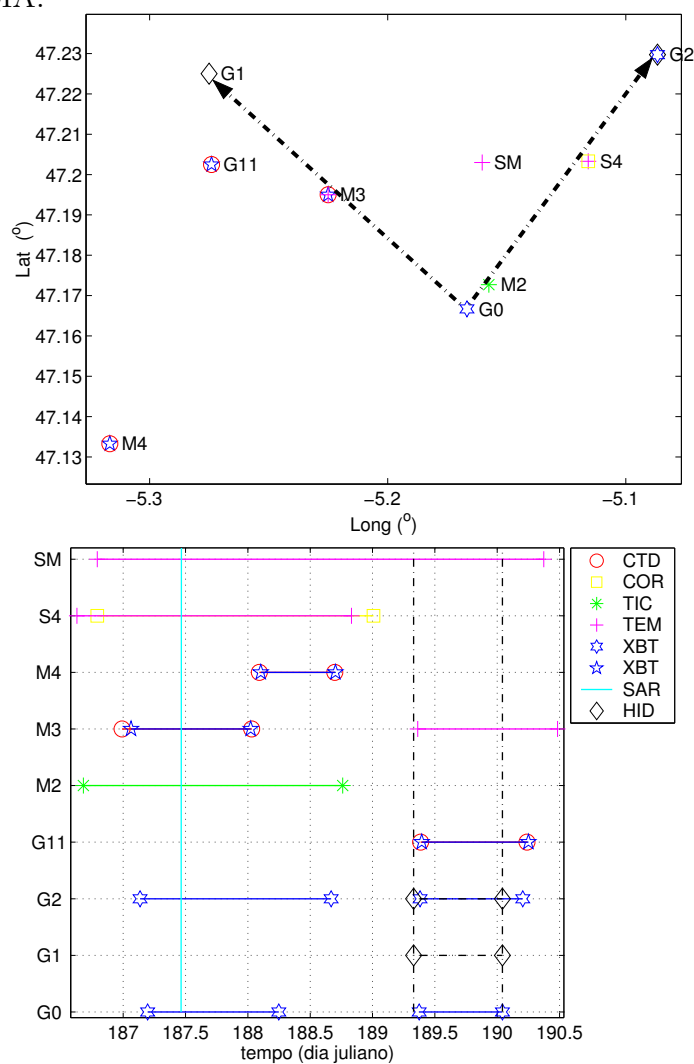 47.23
47.22
47.21
47.2
47.19
47.18
47.17
47.16
47.15
47.14
47.13
Lat (o)
G1
G2
G11
SM
S4
M3
M2
G0
M4
−5.3
−5.2
−5.1
Long (o)
SM
S4
M4
M3
M2
G11
G2
G1
G0
187
187.5
188
188.5
189
189.5
190
190.5
tempo (dia juliano)
CTD
COR
TIC
TEM
XBT
XBT
SAR
HID